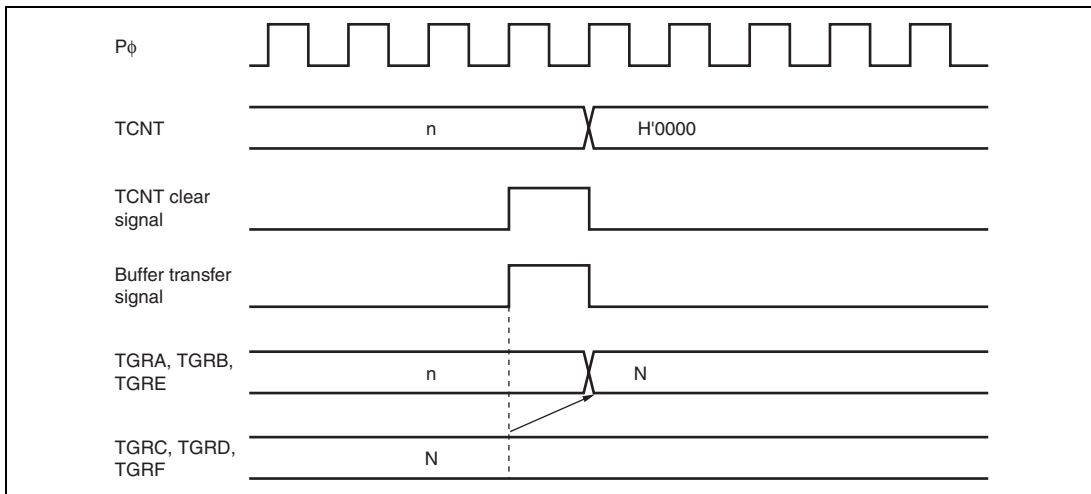 Pϕ
TCNT
n
H'0000
TCNT clear
signal
Buffer transfer
signal
TGRA, TGRB,
TGRE
n
N
TGRC, TGRD,
TGRF
N